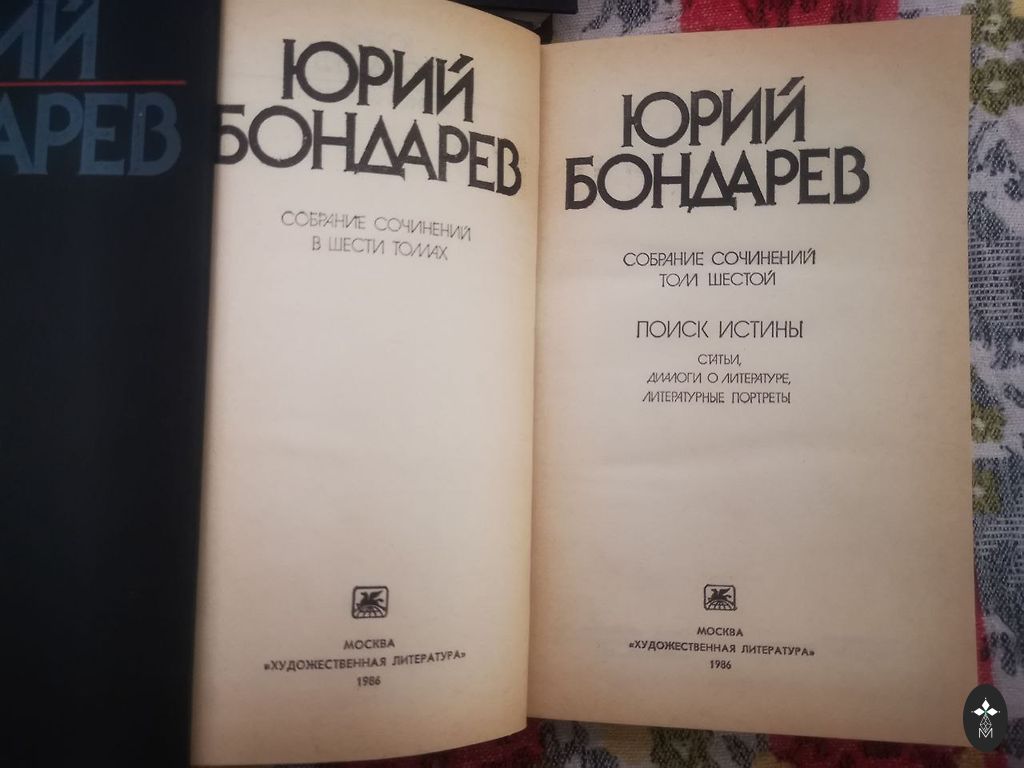 ИЙ
АРЕВ
ЮРИЙ
БОНДАРЕВ
СОБРАНИЕ СОЧИНЕНИЙ
В ШЕСТИ ТОМАХ
МОСКВА
«ХУДОЖЕСТВЕННАЯ ЛИТЕРАТУРА»
1986
ЮРИЙ
БОНДАРЕВ
СОБРАНИЕ СОЧИНЕНИЙ
ТОМ ШЕСТОЙ
ПОИСК ИСТИНЫ
СТАТЬИ,
ДИАЛОГИ О ЛИТЕРАТУРЕ,
ЛИТЕРАТУРНЫЕ ПОРТРЕТЫ
МОСКВА
«ХУДОЖЕСТВЕННАЯ ЛИТЕРАТУРА»
1986
М